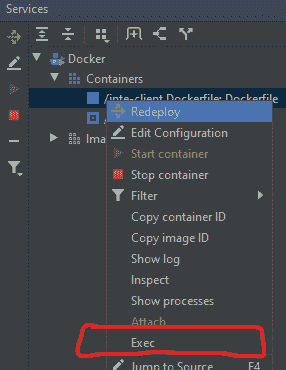 Services
Docker
Containers
/inte-client Dockerfile: Dockerfile
Redeploy
Ima
Edit Configuration
Start container
Stop container
Filter
Copy container ID
Copy image ID
Show log
Inspect
Show processes
Attach
Exec
Jump to Source F4